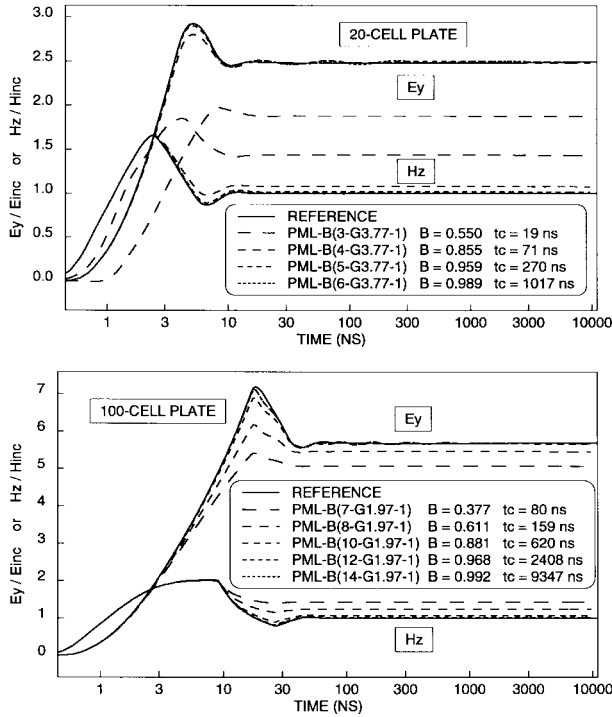 3.0
2.5
2.0
1.5
1.0
0.5
0.0
Ey / Einc or Hz / Hinc
20-CELL PLATE
Ey
Hz
REFERENCE
PML-B(3-G3.77-1) B = 0.550 tc = 19 ns
PML-B(4-G3.77-1) B = 0.855 tc = 71 ns
PML-B(5-G3.77-1) B = 0.959 tc = 270 ns
PML-B(6-G3.77-1) B = 0.989 tc = 1017 ns
1 3 10 30 100 300 1000 3000 10000
TIME (NS)
7
6
5
4
3
2
1
0
Ey / Einc or Hz / Hinc
100-CELL PLATE
Ey
REFERENCE
PML-B(7-G1.97-1) B = 0.377 tc = 80 ns
PML-B(8-G1.97-1) B = 0.611 tc = 159 ns
PML-B(10-G1.97-1) B = 0.881 tc = 620 ns
PML-B(12-G1.97-1) B = 0.968 tc = 2408 ns
PML-B(14-G1.97-1) B = 0.992 tc = 9347 ns
Hz
1 3 10 30 100 300 1000 3000 10000
TIME (NS)